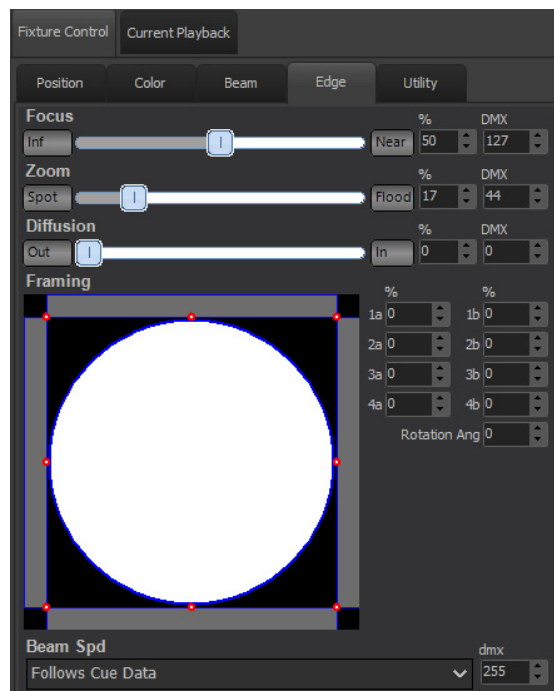 Fixture Control Current Playback
Position Color Beam Edge Utility
Focus % DMX
Inf Near 50 127
Zoom % DMX
Spot Flood 17 44
Diffusion % DMX
Out In 0 0
Framing % %
1a 0 1b 0
2a 0 2b 0
3a 0 3b 0
4a 0 4b 0
Rotation Ang 0
Beam Spd dmx
Follows Cue Data 255